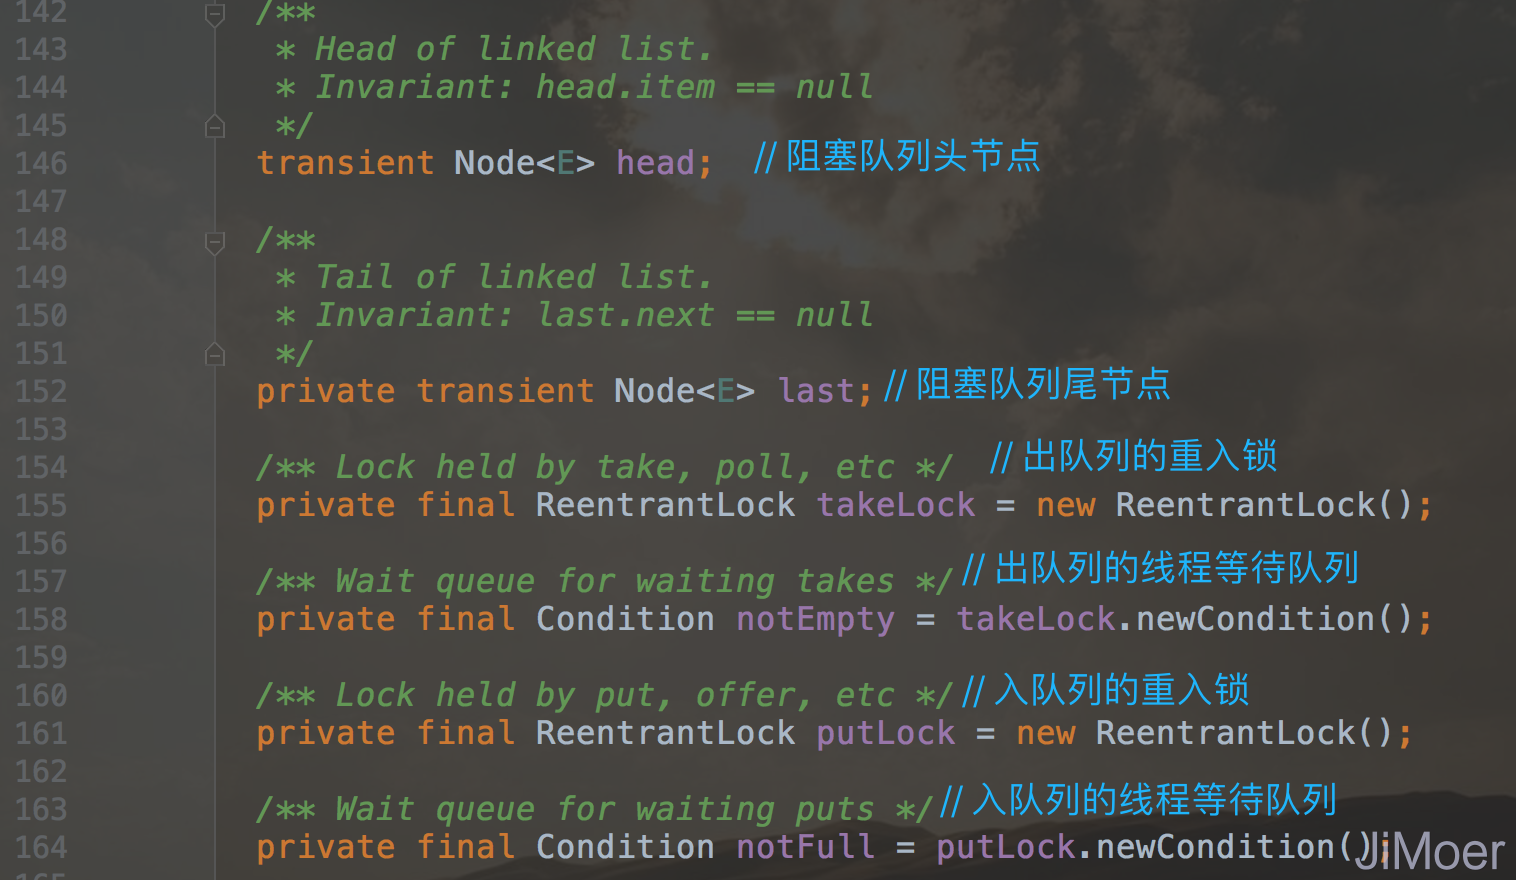 142 /**
143 * Head of linked list.
144 * Invariant: head.item == null
145 */
146 transient Node<E> head; // 阻塞队列头节点
147
148 /**
149 * Tail of linked list.
150 * Invariant: last.next == null
151 */
152 private transient Node<E> last; // 阻塞队列尾节点
153
154 /** Lock held by take, poll, etc */ // 出队列的重入锁
155 private final ReentrantLock takeLock = new ReentrantLock();
156
157 /** Wait queue for waiting takes */ // 出队列的线程等待队列
158 private final Condition notEmpty = takeLock.newCondition();
159
160 /** Lock held by put, offer, etc */ // 入队列的重入锁
161 private final ReentrantLock putLock = new ReentrantLock();
162
163 /** Wait queue for waiting puts */ // 入队列的线程等待队列
164 private final Condition notFull = putLock.newCondition();
JiMoer